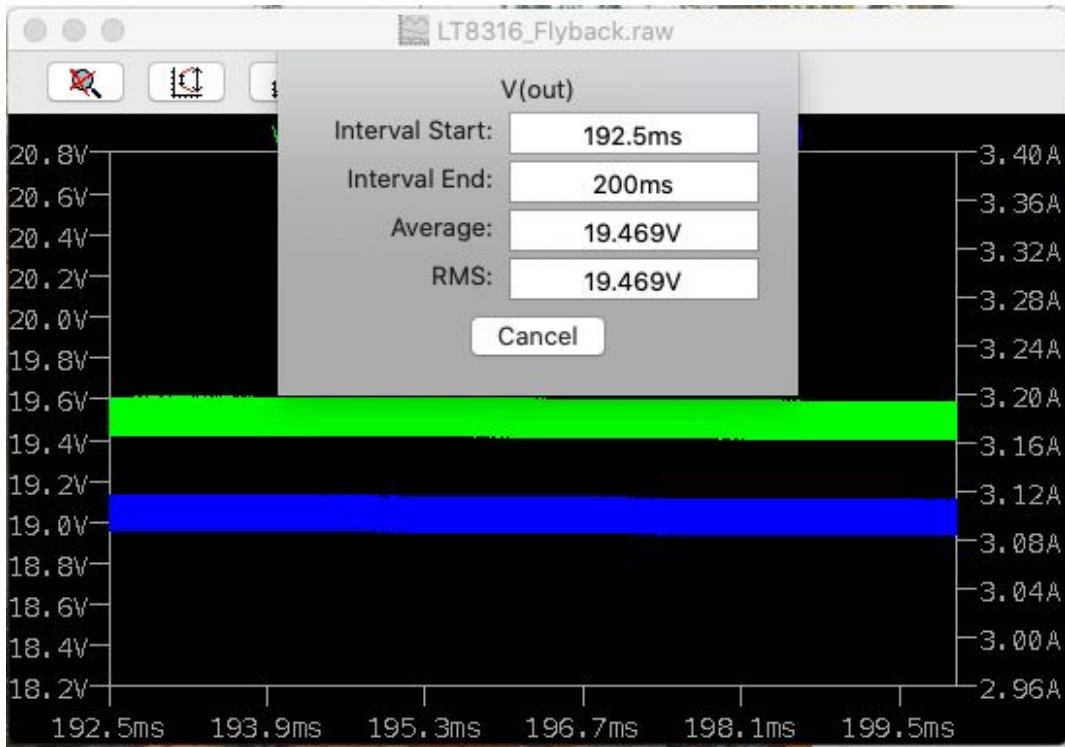 LT8316_Flyback.raw
V(out)
Interval Start: 192.5ms
Interval End: 200ms
Average: 19.469V
RMS: 19.469V
Cancel
20.8V
20.6V
20.4V
20.2V
20.0V
19.8V
19.6V
19.4V
19.2V
19.0V
18.8V
18.6V
18.4V
18.2V
3.40A
3.36A
3.32A
3.28A
3.24A
3.20A
3.16A
3.12A
3.08A
3.04A
3.00A
2.96A
192.5ms 193.9ms 195.3ms 196.7ms 198.1ms 199.5ms